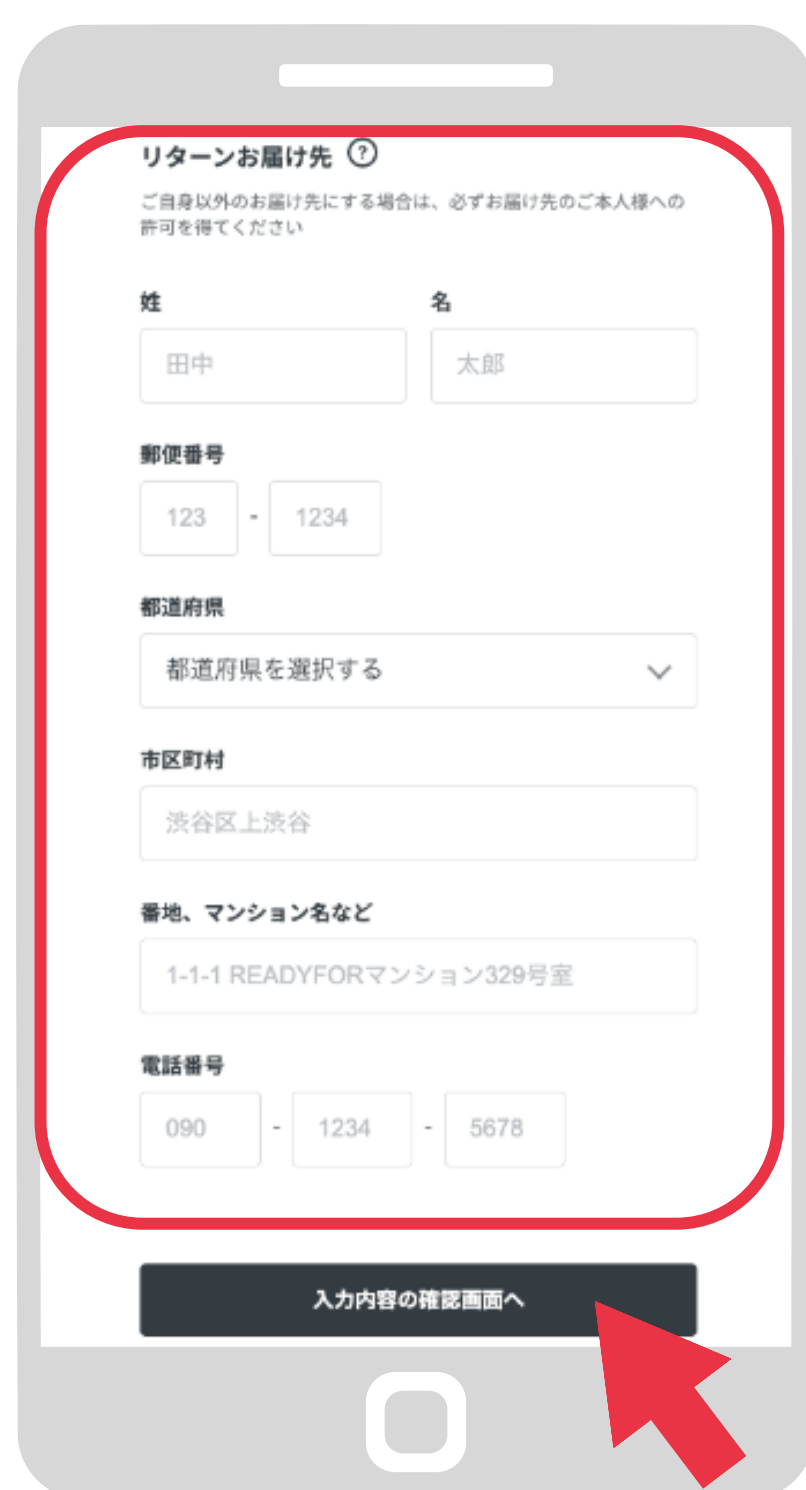 リターンお届け先 ?
ご自身以外のお届け先にする場合は、必ずお届け先のご本人様への
許可を得てください
姓 名
田中 太郎
郵便番号
123 - 1234
都道府県
都道府県を選択する
市区町村
渋谷区上渋谷
番地、マンション名など
1-1-1 READYFORマンション329号室
電話番号
090 - 1234 - 5678
入力内容の確認画面へ